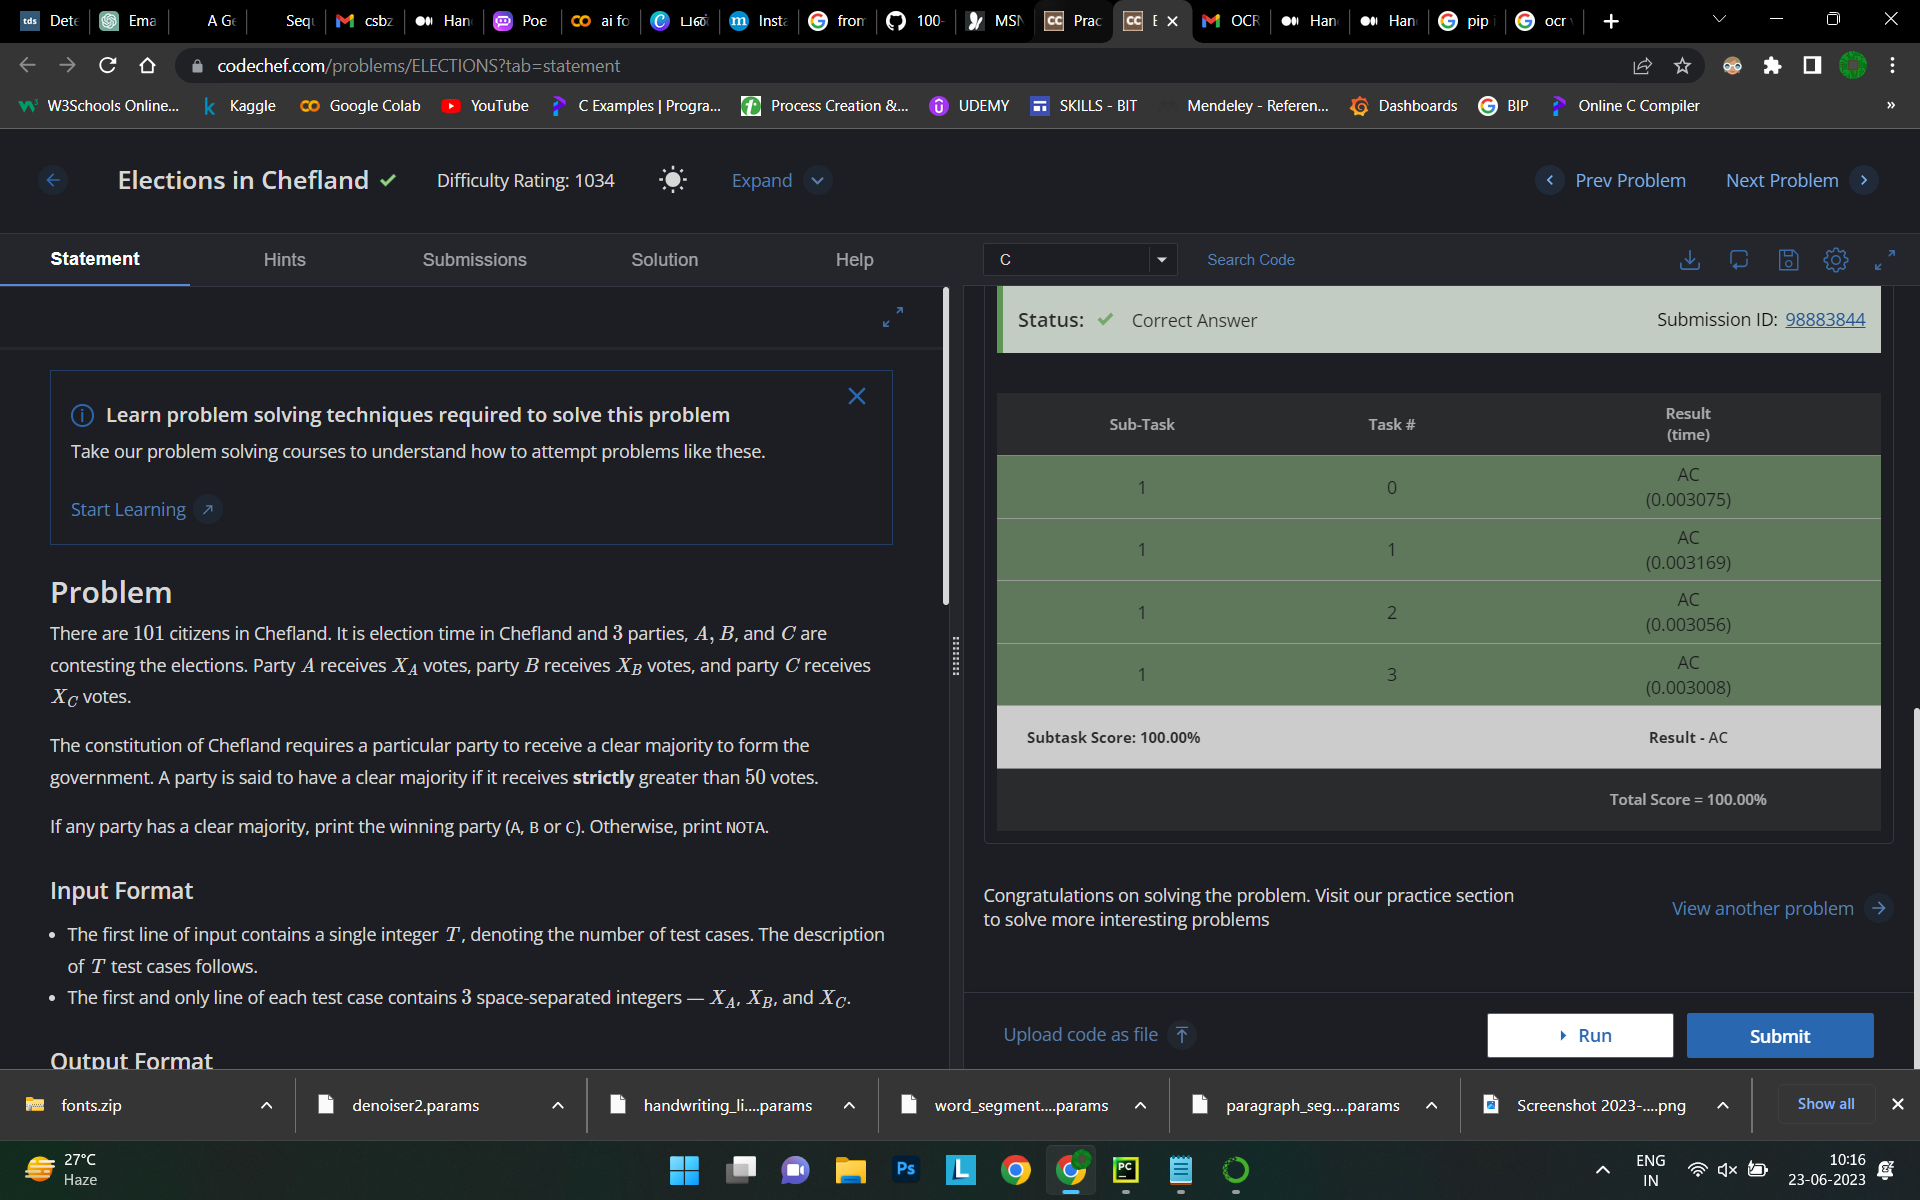 Dete
Ema
A Ge
Sequ
csbz
Han
Poe
ai fo
Insta
from
100-
MSN
Prac
E
OCR
Han
Han
pip i
ocr
codechef.com/problems/ELECTIONS?tab=statement
W3Schools Online...
Kaggle
Google Colab
YouTube
C Examples | Progra...
Process Creation &...
UDEMY
SKILLS - BIT
Mendeley - Referen...
Dashboards
BIP
Online C Compiler
»
Elections in Chefland
Difficulty Rating: 1034
Expand
Prev Problem
Next Problem
Statement
Hints
Submissions
Solution
Help
C
Search Code
Learn problem solving techniques required to solve this problem
Take our problem solving courses to understand how to attempt problems like these.
Start Learning
Problem
There are 101 citizens in Chefland. It is election time in Chefland and 3 parties, A, B, and C are
contesting the elections. Party A receives X_A votes, party B receives X_B votes, and party C receives
X_C votes.
The constitution of Chefland requires a particular party to receive a clear majority to form the
government. A party is said to have a clear majority if it receives strictly greater than 50 votes.
If any party has a clear majority, print the winning party (A, B or C). Otherwise, print NOTA.
Input Format
• The first line of input contains a single integer T, denoting the number of test cases. The description
of T test cases follows.
• The first and only line of each test case contains 3 space-separated integers — X_A, X_B, and X_C.
Output Format
Status: Correct Answer
Submission ID: 98883844
Sub-Task Task # Result
(time)
1 0 AC
(0.003075)
1 1 AC
(0.003169)
1 2 AC
(0.003056)
1 3 AC
(0.003008)
Subtask Score: 100.00% Result - AC
Total Score = 100.00%
Congratulations on solving the problem. Visit our practice section
to solve more interesting problems
View another problem
Upload code as file
Run
Submit
fonts.zip
denoiser2.params
handwriting_li....params
word_segment....params
paragraph_seg....params
Screenshot 2023-....png
Show all
27°C
Haze
Ps
L
PC
ENG
IN
10:16
23-06-2023